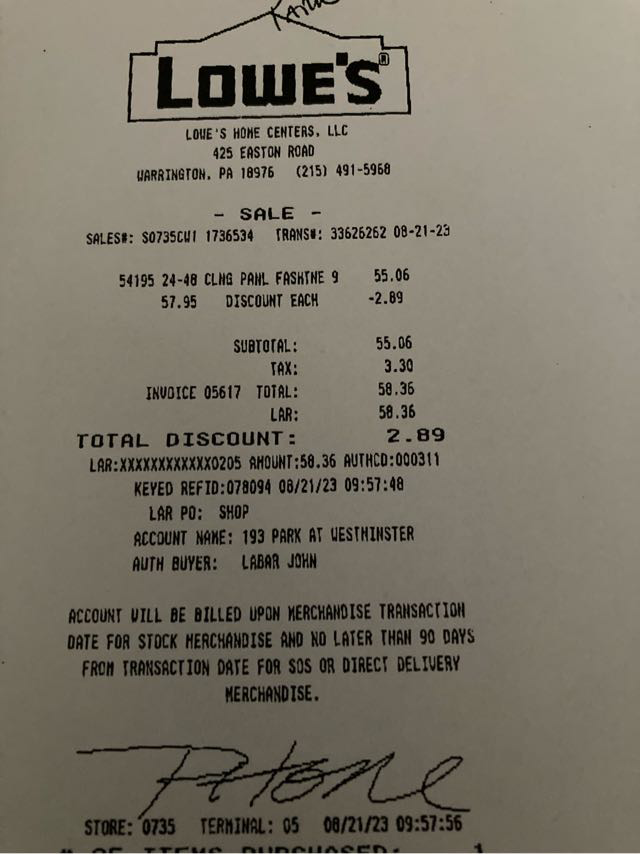 LOWE'S®
LOWE'S HOME CENTERS, LLC
425 EASTON ROAD
WARRINGTON, PA 18976 (215) 491-5968
- SALE -
SALES#: S0735CW1 1736534 TRANS#: 33626262 08-21-23
54195 24-48 CLNG PANL FASHTNE 9 55.06
57.95 DISCOUNT EACH -2.89
SUBTOTAL: 55.06
TAX: 3.30
INVOICE 05617 TOTAL: 58.36
LAR: 58.36
TOTAL DISCOUNT: 2.89
LAR:XXXXXXXXXXXX0205 AMOUNT:58.36 AUTHCD:000311
KEYED REFID:078094 08/21/23 09:57:48
LAR PO: SHOP
ACCOUNT NAME: 193 PARK AT WESTMINSTER
AUTH BUYER: LABAR JOHN
ACCOUNT WILL BE BILLED UPON MERCHANDISE TRANSACTION
DATE FOR STOCK MERCHANDISE AND NO LATER THAN 90 DAYS
FROM TRANSACTION DATE FOR SOS OR DIRECT DELIVERY
MERCHANDISE.
STORE: 0735 TERMINAL: 05 08/21/23 09:57:56
# OF ITEMS PURCHASED: 1